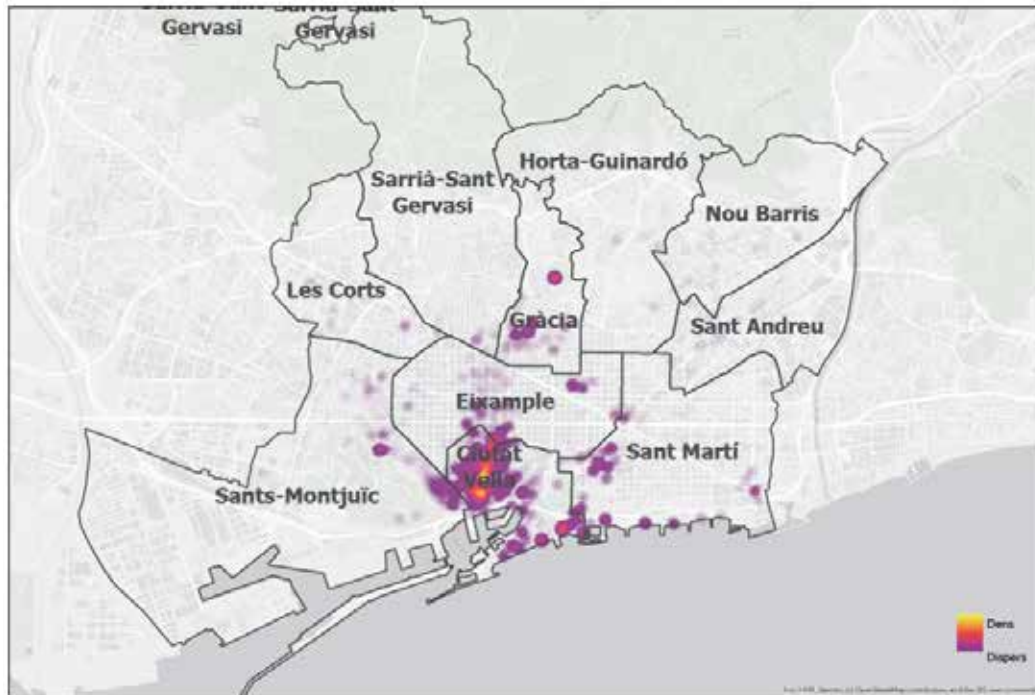 Gervasi
Gervasi
Horta-Guinardó
Sarrià-Sant
Gervasi
Nou Barris
Les Corts
Gràcia
Sant Andreu
Eixample
Ciutat
Vella
Sant Martí
Sants-Montjuïc
Dens
Dispers